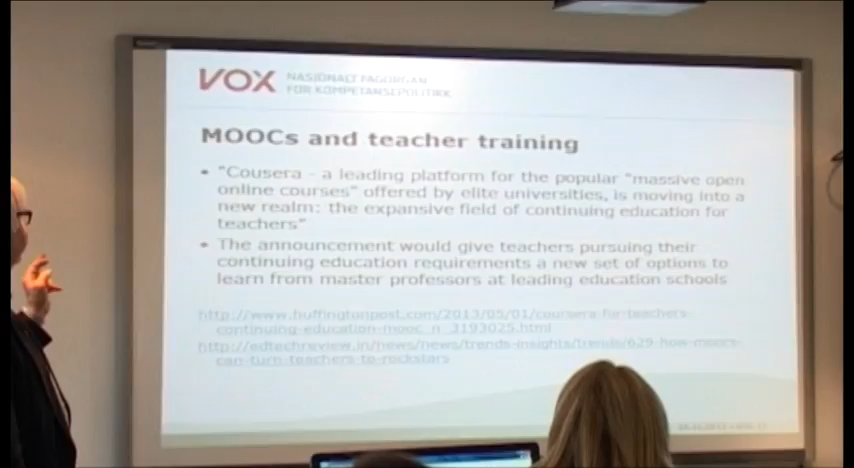 VOX
NASJONALT FAGORGAN
FOR KOMPETANSEPOLITIKK
MOOCs and teacher training
• "Cousera - a leading platform for the popular "massive open
online courses" offered by elite universities, is moving into a
new realm: the expansive field of continuing education for
teachers"
• The announcement would give teachers pursuing their
continuing education requirements a new set of options to
learn from master professors at leading education schools
http://www.huffingtonpost.com/2013/05/01/coursera-for-teachers-
continuing-education-mooc_n_3193025.html
http://edtechreview.in/news/news/trends-insights/trends/629-how-moocs-
can-turn-teachers-to-rockstars